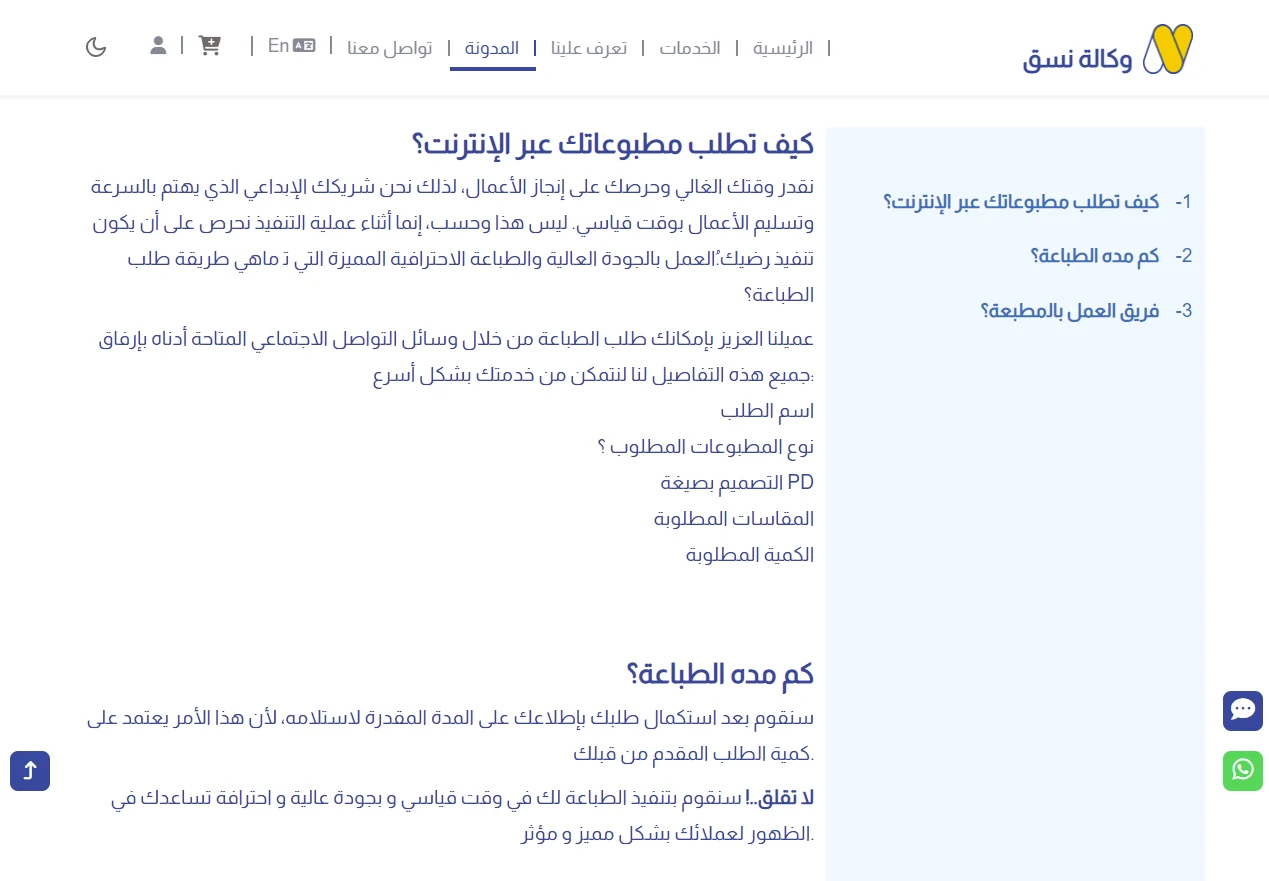 وكالة نسق
| الرئيسية | الخدمات | تعرف علينا | المدونة | تواصل معنا | En |
1- كيف تطلب مطبوعاتك عبر الإنترنت؟
2- كم مده الطباعة؟
3- فريق العمل بالمطبعة؟
كيف تطلب مطبوعاتك عبر الإنترنت؟
نقدر وقتك الغالي وحرصك على إنجاز الأعمال، لذلك نحن شريكك الإبداعي الذي يهتم بالسرعة
وتسليم الأعمال بوقت قياسي. ليس هذا وحسب، إنما أثناء عملية التنفيذ نحرص على أن يكون
تنفيذ رضيك.ُالعمل بالجودة العالية والطباعة الاحترافية المميزة التي ت ماهي طريقة طلب
الطباعة؟
عميلنا العزيز بإمكانك طلب الطباعة من خلال وسائل التواصل الاجتماعي المتاحة أدناه بإرفاق
:جميع هذه التفاصيل لنا لنتمكن من خدمتك بشكل أسرع
اسم الطلب
نوع المطبوعات المطلوب ؟
PD التصميم بصيغة
المقاسات المطلوبة
الكمية المطلوبة
كم مده الطباعة؟
سنقوم بعد استكمال طلبك بإطلاعك على المدة المقدرة لاستلامه، لأن هذا الأمر يعتمد على
.كمية الطلب المقدم من قبلك
لا تقلق..! سنقوم بتنفيذ الطباعة لك في وقت قياسي و بجودة عالية و احترافة تساعدك في
.الظهور لعملائك بشكل مميز و مؤثر